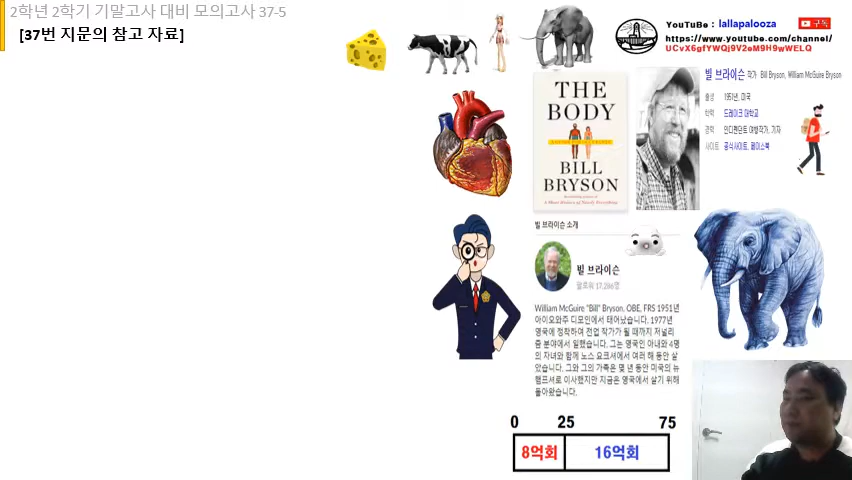 2학년 2학기 기말고사 대비 모의고사 37-5
[37번 지문의 참고 자료]
YouTuBe : lallapalooza
구독
https://www.youtube.com/channel/
UCvX6gfYWQj9V2eM9H9wWELQ
빌 브라이슨 작가 Bill Bryson, William McGuire Bryson
출생 1951년, 미국
학력 드레이크 대학교
경력 인디펜던트 여행작가, 기자
사이트 공식사이트, 페이스북
THE
BODY
BILL
BRYSON
빌 브라이슨 소개
빌 브라이슨
팔로워 17,286명
William McGuire "Bill" Bryson, OBE, FRS 1951년
아이오와주 디모인에서 태어났습니다. 1977년
영국에 정착하여 전업 작가가 될 때까지 저널리
즘 분야에서 일했습니다. 그는 영국인 아내와 4명
의 자녀와 함께 노스 요크셔에서 여러 해 동안 살
았습니다. 그와 그의 가족은 몇 년 동안 미국의 뉴
햄프셔로 이사했지만 지금은 영국에서 살기 위해
돌아왔습니다.
0 25 75
8억회 16억회